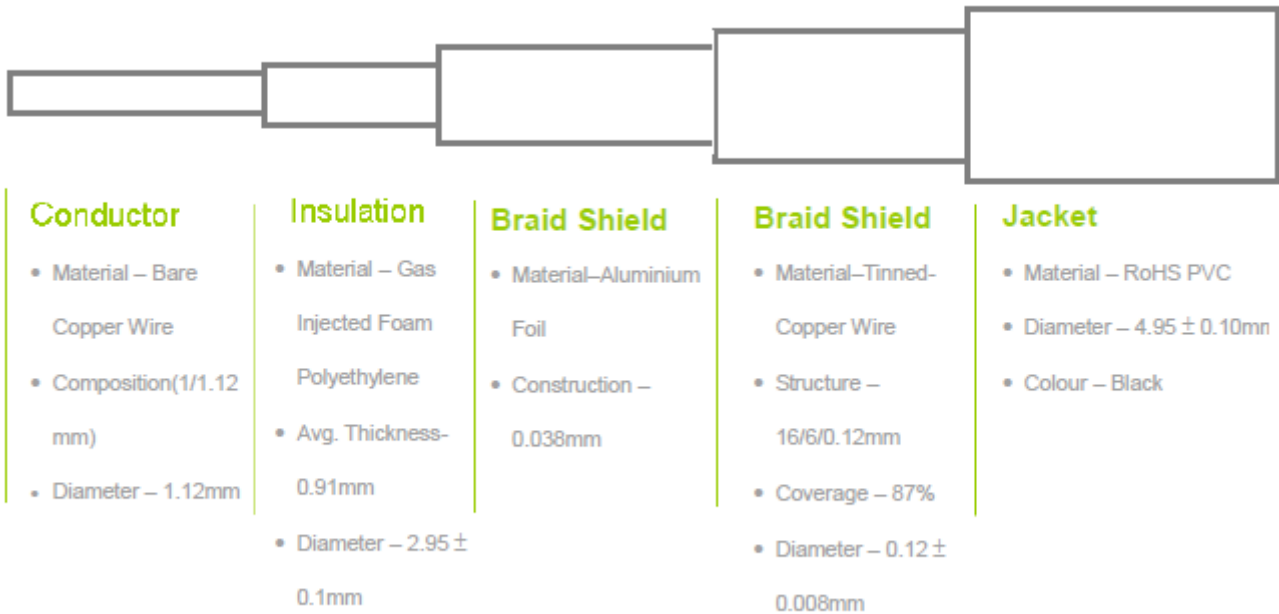 Conductor
• Material – Bare
Copper Wire
• Composition(1/1.12
mm)
• Diameter – 1.12mm
Insulation
• Material – Gas
Injected Foam
Polyethylene
• Avg. Thickness-
0.91mm
• Diameter – 2.95 ±
0.1mm
Braid Shield
• Material–Aluminium
Foil
• Construction –
0.038mm
Braid Shield
• Material–Tinned-
Copper Wire
• Structure –
16/6/0.12mm
• Coverage – 87%
• Diameter – 0.12 ±
0.008mm
Jacket
• Material – RoHS PVC
• Diameter – 4.95 ± 0.10mm
• Colour – Black